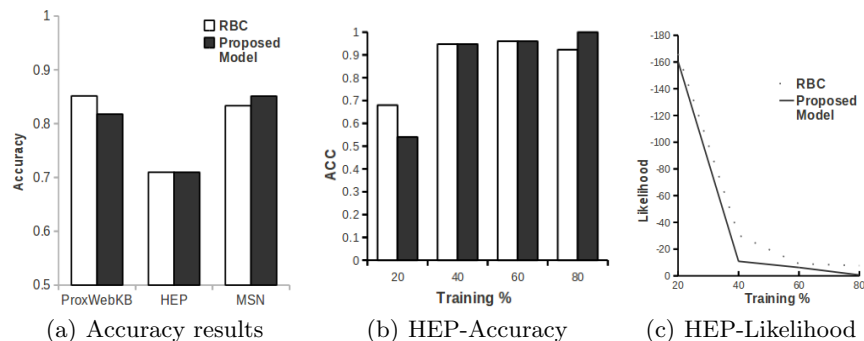 1
0.9
0.8
0.7
0.6
0.5
Accuracy
RBC
Proposed
Model
ProxWebKB HEP MSN
(a) Accuracy results
1
0.9
0.8
0.7
0.6
0.5
0.4
0.3
0.2
0.1
0
ACC
20 40 60 80
Training %
(b) HEP-Accuracy
-180
-160
-140
-120
-100
-80
-60
-40
-20
0
Likelihood
RBC
Proposed
Model
20 40 60 80
Training %
(c) HEP-Likelihood